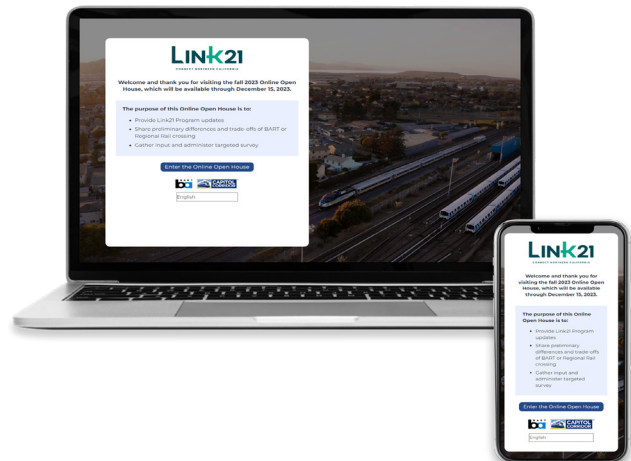 LINK21
CONNECT NORTHERN CALIFORNIA
Welcome and thank you for visiting the fall 2023 Online Open
House, which will be available through December 15, 2023.
The purpose of this Online Open House is to:
• Provide Link21 Program updates
• Share preliminary differences and trade-offs of BART or
Regional Rail crossing
• Gather input and administer targeted survey
Enter the Online Open House
BART
ba
CAPITOL
CORRIDOR
English
LINK21
CONNECT NORTHERN CALIFORNIA
Welcome and thank you for
visiting the fall 2023 Online Open
House, which will be available
through December 15, 2023.
The purpose of this Online
Open House is to:
• Provide Link21 Program
updates
• Share preliminary
differences and trade-offs
of BART or Regional Rail
crossing
• Gather input and
administer targeted
survey
Enter the Online Open House
ba
CAPITOL
CORRIDOR
English